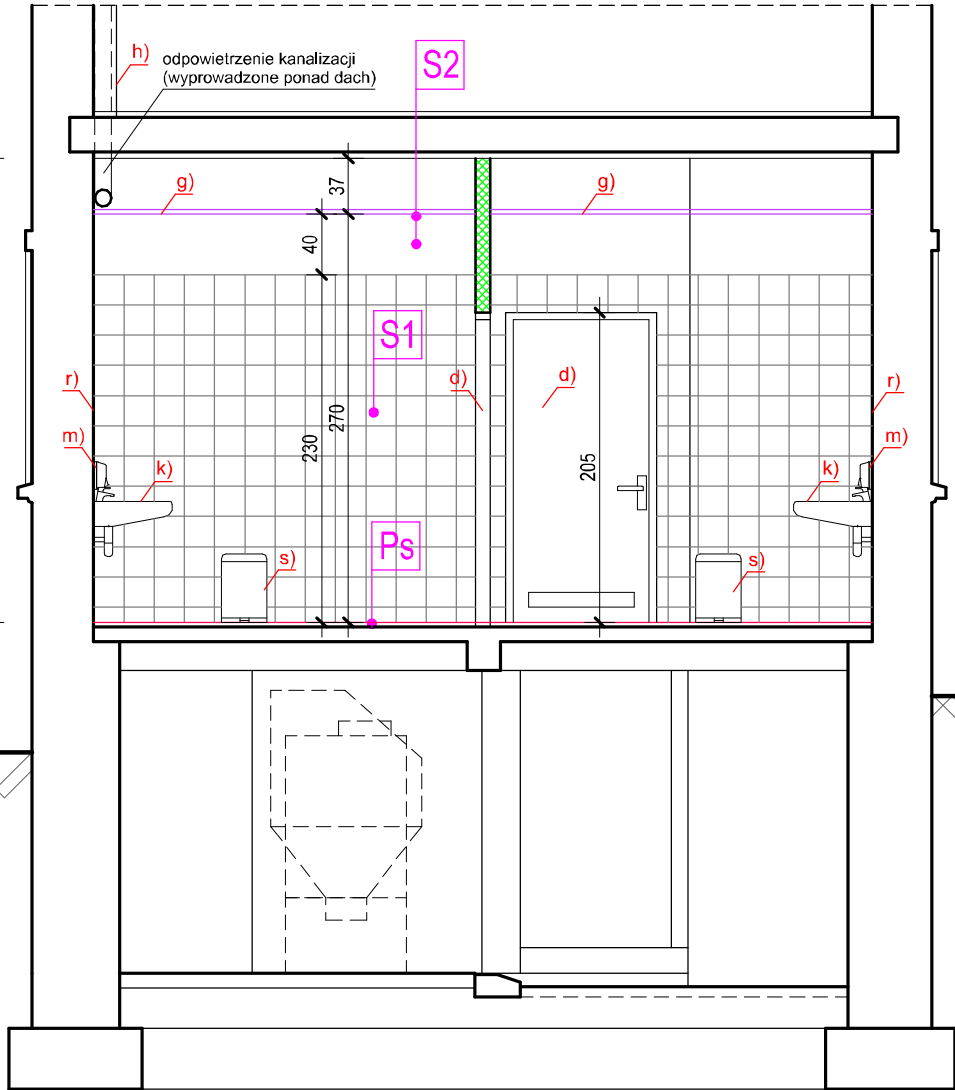 h)
odpowietrzenie kanalizacji
(wyprowadzone ponad dach)
S2
g)
37
g)
40
S1
r)
d)
d)
r)
270
m)
230
m)
k)
205
k)
Ps
s)
s)